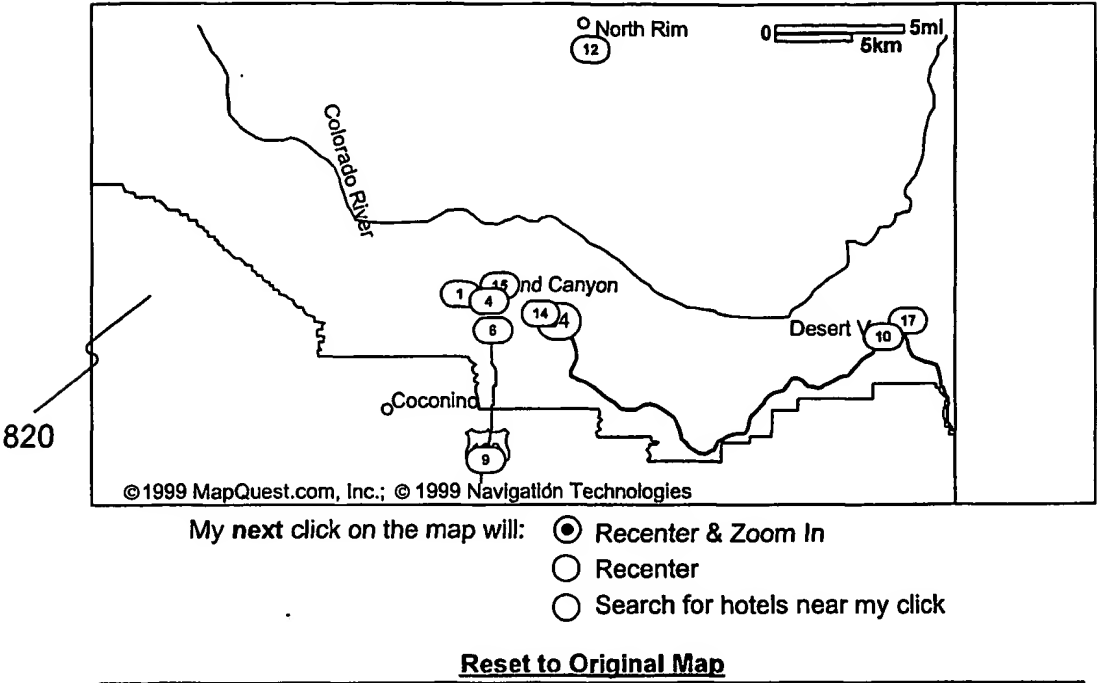 North Rim
12
0 5mi
5km
Colorado River
15 nd Canyon
1
4
14
6
Desert V
17
10
Coconino
9
820
©1999 MapQuest.com, Inc.; © 1999 Navigation Technologies
My next click on the map will:
Recenter & Zoom In
Recenter
Search for hotels near my click
Reset to Original Map